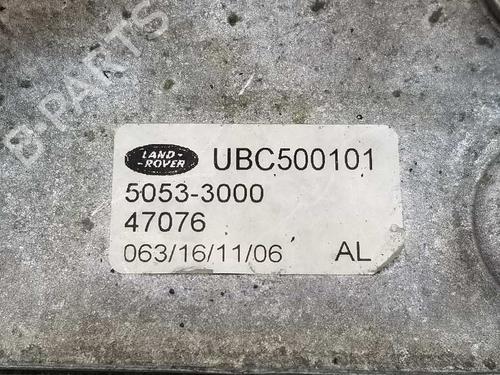 B-PARTS
LAND-
-ROVER
UBC500101
5053-3000
47076
063/16/11/06 AL